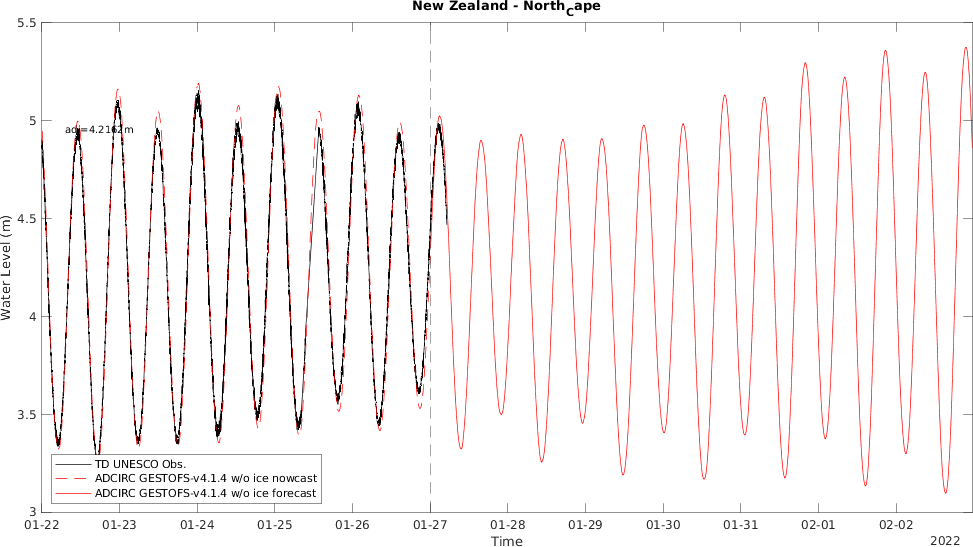 New Zealand - NorthCape
5.5
5
4.5
4
3.5
3
Water Level (m)
adj=4.2162m
TD UNESCO Obs.
ADCIRC GESTOFS-v4.1.4 w/o ice nowcast
ADCIRC GESTOFS-v4.1.4 w/o ice forecast
01-22 01-23 01-24 01-25 01-26 01-27 01-28 01-29 01-30 01-31 02-01 02-02
Time
2022